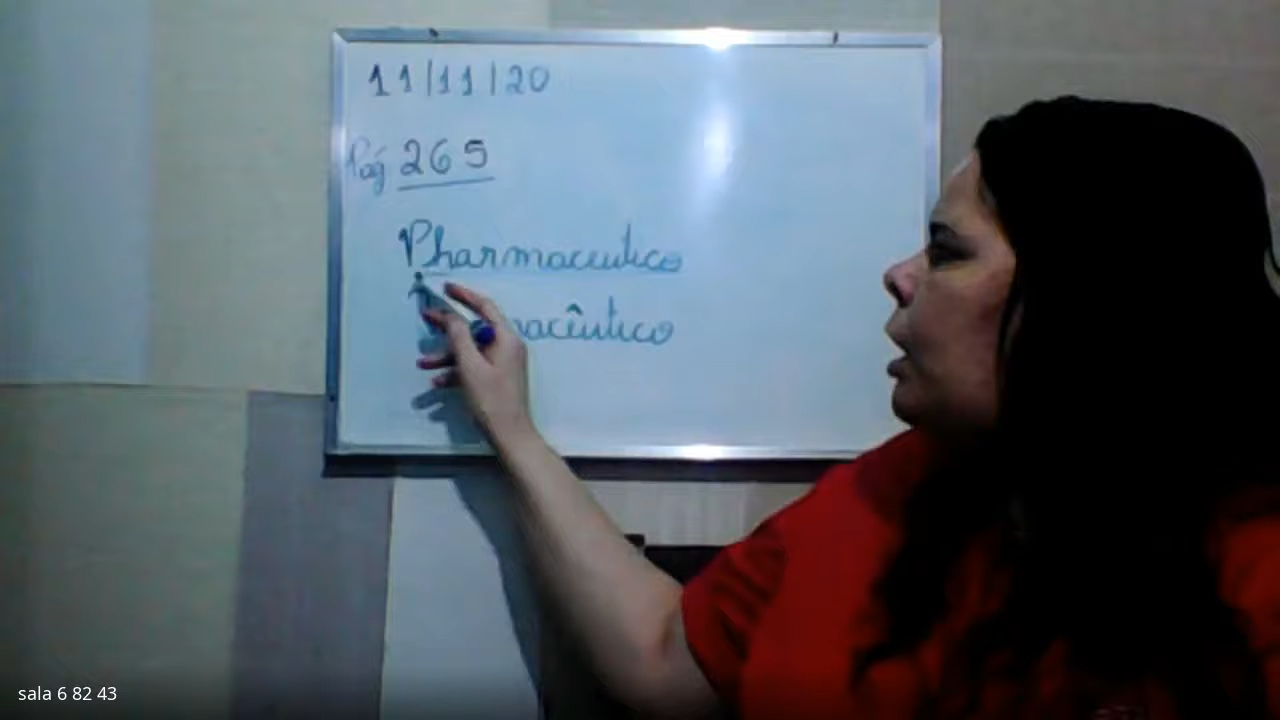 11/11/20
Pág 265
Pharmaceutico
macêutico
sala 6 82 43